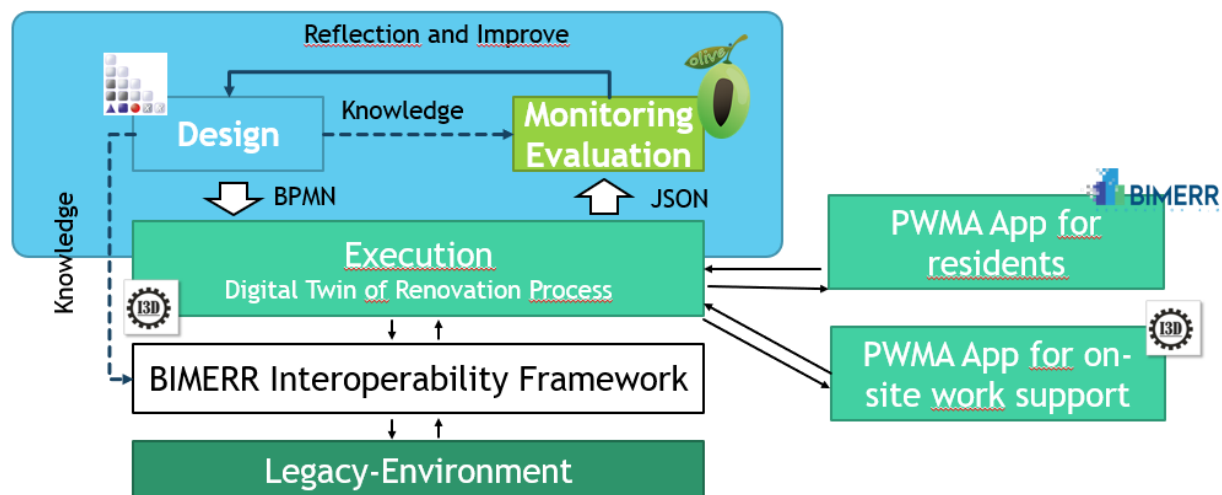 Reflection and Improve
olive
Design
Knowledge
Monitoring
Evaluation
BPMN
JSON
Knowledge
Execution
Digital Twin of Renovation Process
I3D
BIMERR Interoperability Framework
Legacy-Environment
BIMERR
PWMA App for
residents
I3D
PWMA App for on-
site work support